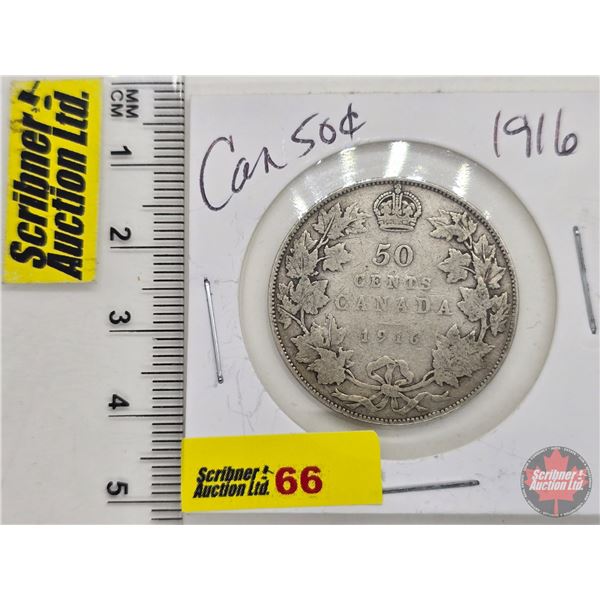 Scribner
Auction Ltd.
MM
CM
1
2
3
4
5
Can 50¢
1916
50
CENTS
CANADA
1916
Scribner
Auction Ltd.
66
Scribner
Auction Ltd.